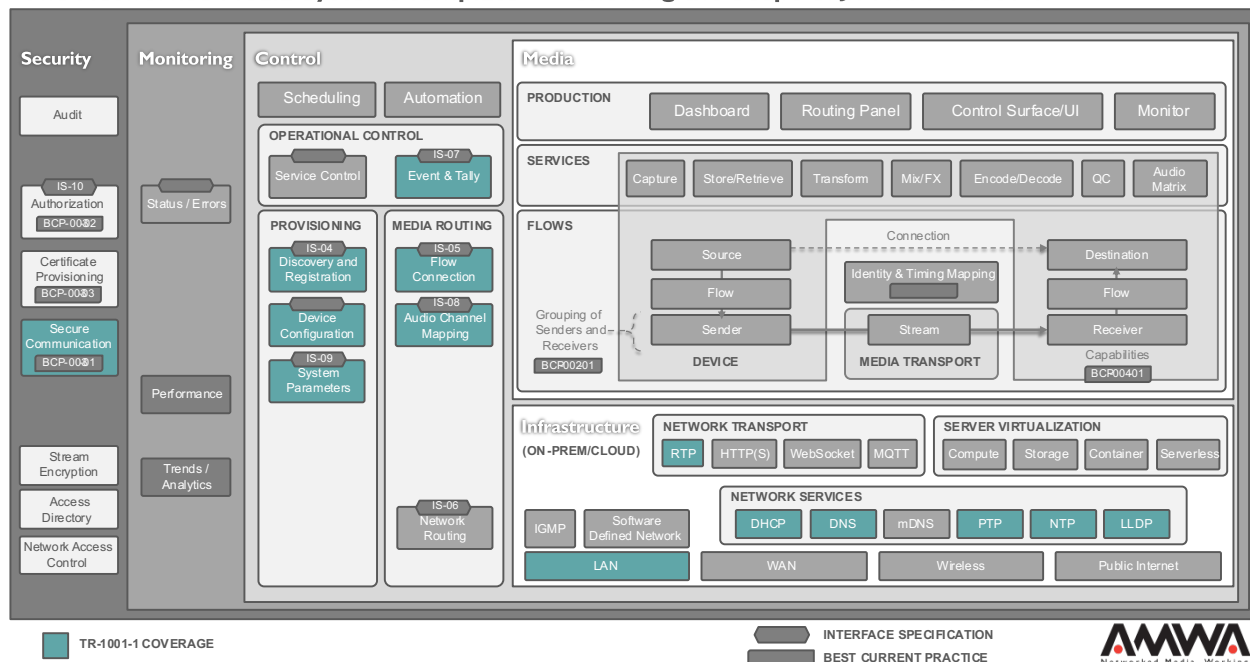 Security
Audit
IS-10
Authorization
Certificate
Provisioning
Secure
Communication
Stream
Encryption
Access
Directory
Network Access
Control
Monitoring
Status / Errors
Performance
Trends /
Analytics
Control
Scheduling
Automation
OPERATIONAL CONTROL
Service Control
IS-07
Event & Tally
PROVISIONING
IS-04
Discovery and
Registration
Device
Configuration
IS-09
System
Parameters
MEDIA ROUTING
IS-05
Flow
Connection
IS-08
Audio Channel
Mapping
IS-06
Network
Routing
Media
PRODUCTION
Dashboard
Routing Panel
Control Surface/UI
Monitor
SERVICES
Capture
Store/Retrieve
Transform
Mix/FX
Encode/Decode
QC
Audio
Matrix
FLOWS
Connection
Source
Flow
Sender
DEVICE
Grouping of
Senders and
Receivers
BCP00201
Identity & Timing Mapping
Stream
MEDIA TRANSPORT
Destination
Flow
Receiver
Capabilities
BCP00401
Infrastructure
(ON-PREM/CLOUD)
NETWORK TRANSPORT
RTP
HTTP(S)
WebSocket
MQTT
SERVER VIRTUALIZATION
Compute
Storage
Container
Serverless
NETWORK SERVICES
DHCP
DNS
mDNS
PTP
NTP
LLDP
IGMP
Software
Defined Network
LAN
WAN
Wireless
Public Internet
TR-1001-1 COVERAGE
INTERFACE SPECIFICATION
BEST CURRENT PRACTICE
AMWA